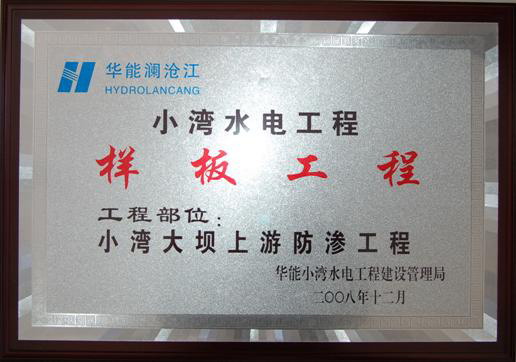 华能澜沧江
HYDROLANCANG
小湾水电工程
样板工程
工程部位：
小湾大坝上游防渗工程
华能小湾水电工程建设管理局
二〇〇八年十二月